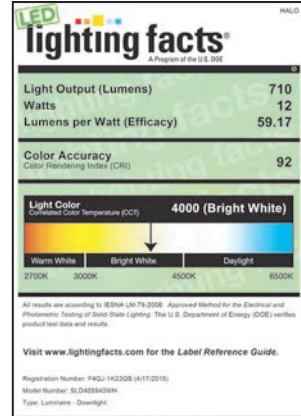 HALO
LED
lighting facts®
A Program of the U.S. DOE
Light Output (Lumens) 710
Watts 12
Lumens per Watt (Efficacy) 59.17
Color Accuracy 92
Color Rendering Index (CRI)
Light Color 4000 (Bright White)
Correlated Color Temperature (CCT)
Warm White Bright White Daylight
2700K 3000K 4500K 6500K
All results are according to IESNA LM-79-2008: Approved Method for the Electrical and
Photometric Testing of Solid-State Lighting. The U.S. Department of Energy (DOE) verifies
product test data and results.
Visit www.lightingfacts.com for the Label Reference Guide.
Registration Number: (4/17/2015)
Model Number: SLD405940WH
Type: Luminaire - Downlight